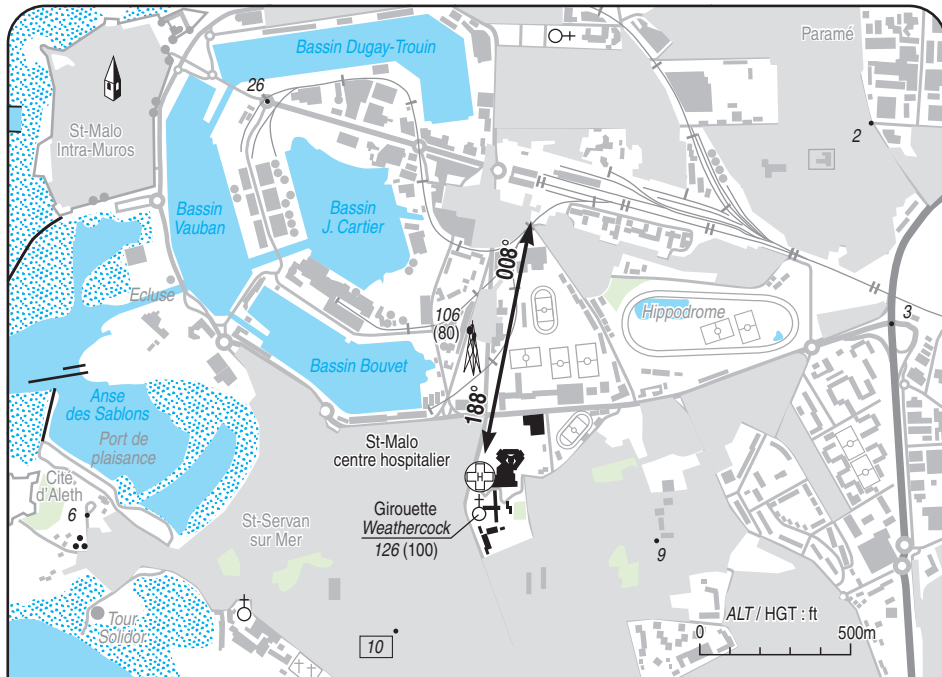 Bassin Dugay-Trouin
Paramé
26
St-Malo
Intra-Muros
2
Bassin
Vauban
Bassin
J. Cartier
008°
Ecluse
106
(80)
Hippodrome
3
Bassin Bouvet
188°
Anse
des Sablons
Port de
plaisance
St-Malo
centre hospitalier
H
Cité
d'Aleth
6
Girouette
Weathercock
126 (100)
St-Servan
sur Mer
9
Tour
Solidor
ALT / HGT : ft
0
500m
10